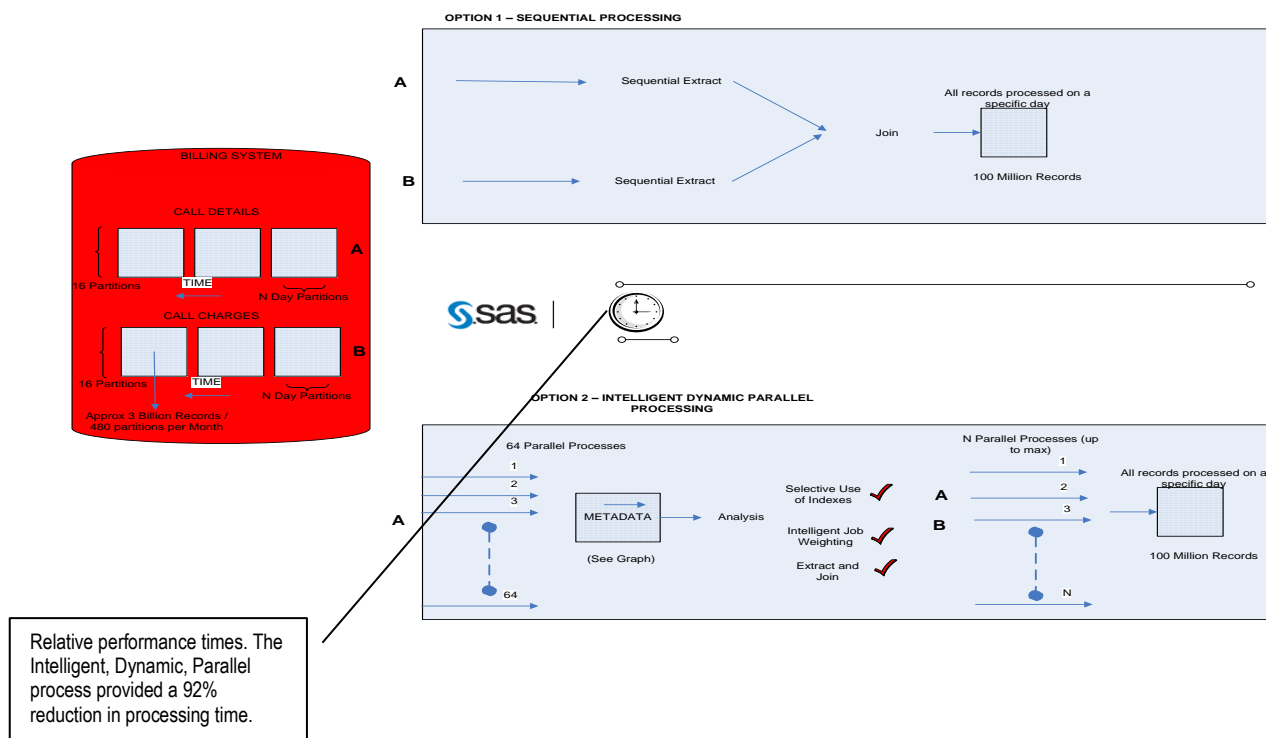 OPTION 1 – SEQUENTIAL PROCESSING
A
Sequential Extract
B
Sequential Extract
Join
All records processed on a
specific day
100 Million Records
BILLING SYSTEM
CALL DETAILS
A
16 Partitions
TIME
N Day Partitions
CALL CHARGES
B
16 Partitions
TIME
N Day Partitions
Approx 3 Billion Records /
480 partitions per Month
sas
OPTION 2 – INTELLIGENT DYNAMIC PARALLEL
PROCESSING
64 Parallel Processes
1
2
3
A
64
METADATA
(See Graph)
Analysis
Selective Use
of Indexes
Intelligent Job
Weighting
Extract and
Join
N Parallel Processes (up
to max)
1
2
A
3
B
N
All records processed on a
specific day
100 Million Records
Relative performance times. The
Intelligent, Dynamic, Parallel
process provided a 92%
reduction in processing time.